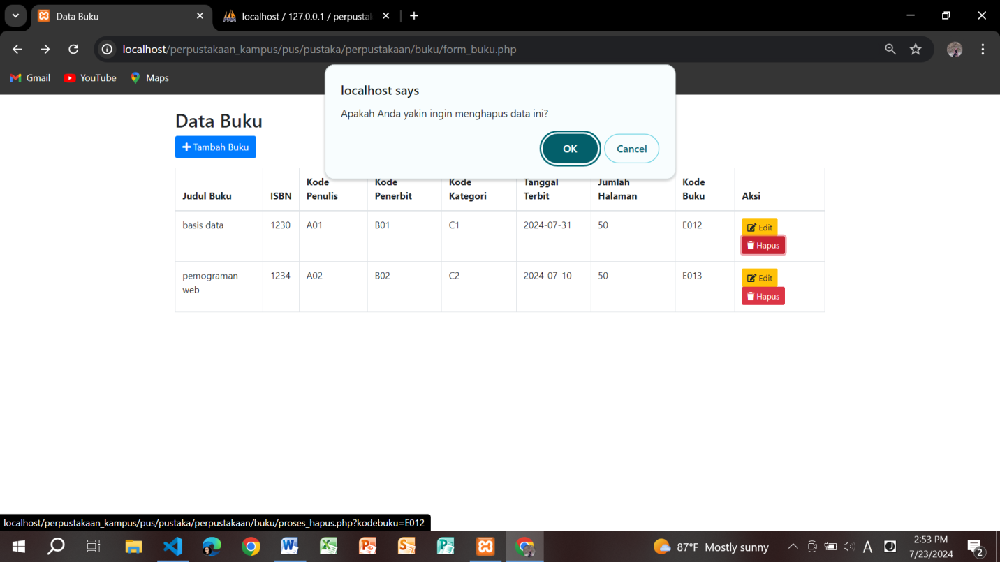 Data Buku
localhost / 127.0.0.1 / perpusta
localhost/perpustakaan_kampus/pus/pustaka/perpustakaan/buku/form_buku.php
Gmail YouTube Maps
localhost says
Apakah Anda yakin ingin menghapus data ini?
OK Cancel
Data Buku
Tambah Buku
Judul Buku ISBN Kode Penulis Kode Penerbit Kode Kategori Tanggal Terbit Jumlah Halaman Kode Buku Aksi
basis data 1230 A01 B01 C1 2024-07-31 50 E012 Edit
Hapus
pemograman web 1234 A02 B02 C2 2024-07-10 50 E013 Edit
Hapus
localhost/perpustakaan_kampus/pus/pustaka/perpustakaan/buku/proses_hapus.php?kodebuku=E012
87°F Mostly sunny
A
2:53 PM
7/23/2024
2